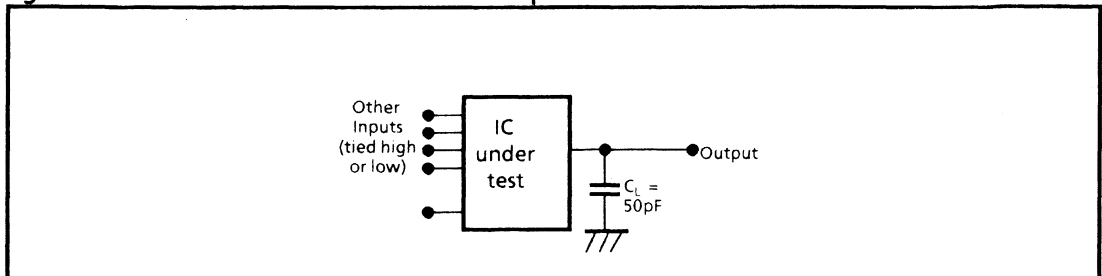 Other
Inputs
(tied high
or low)
IC
under
test
Output
C_L =
50pF